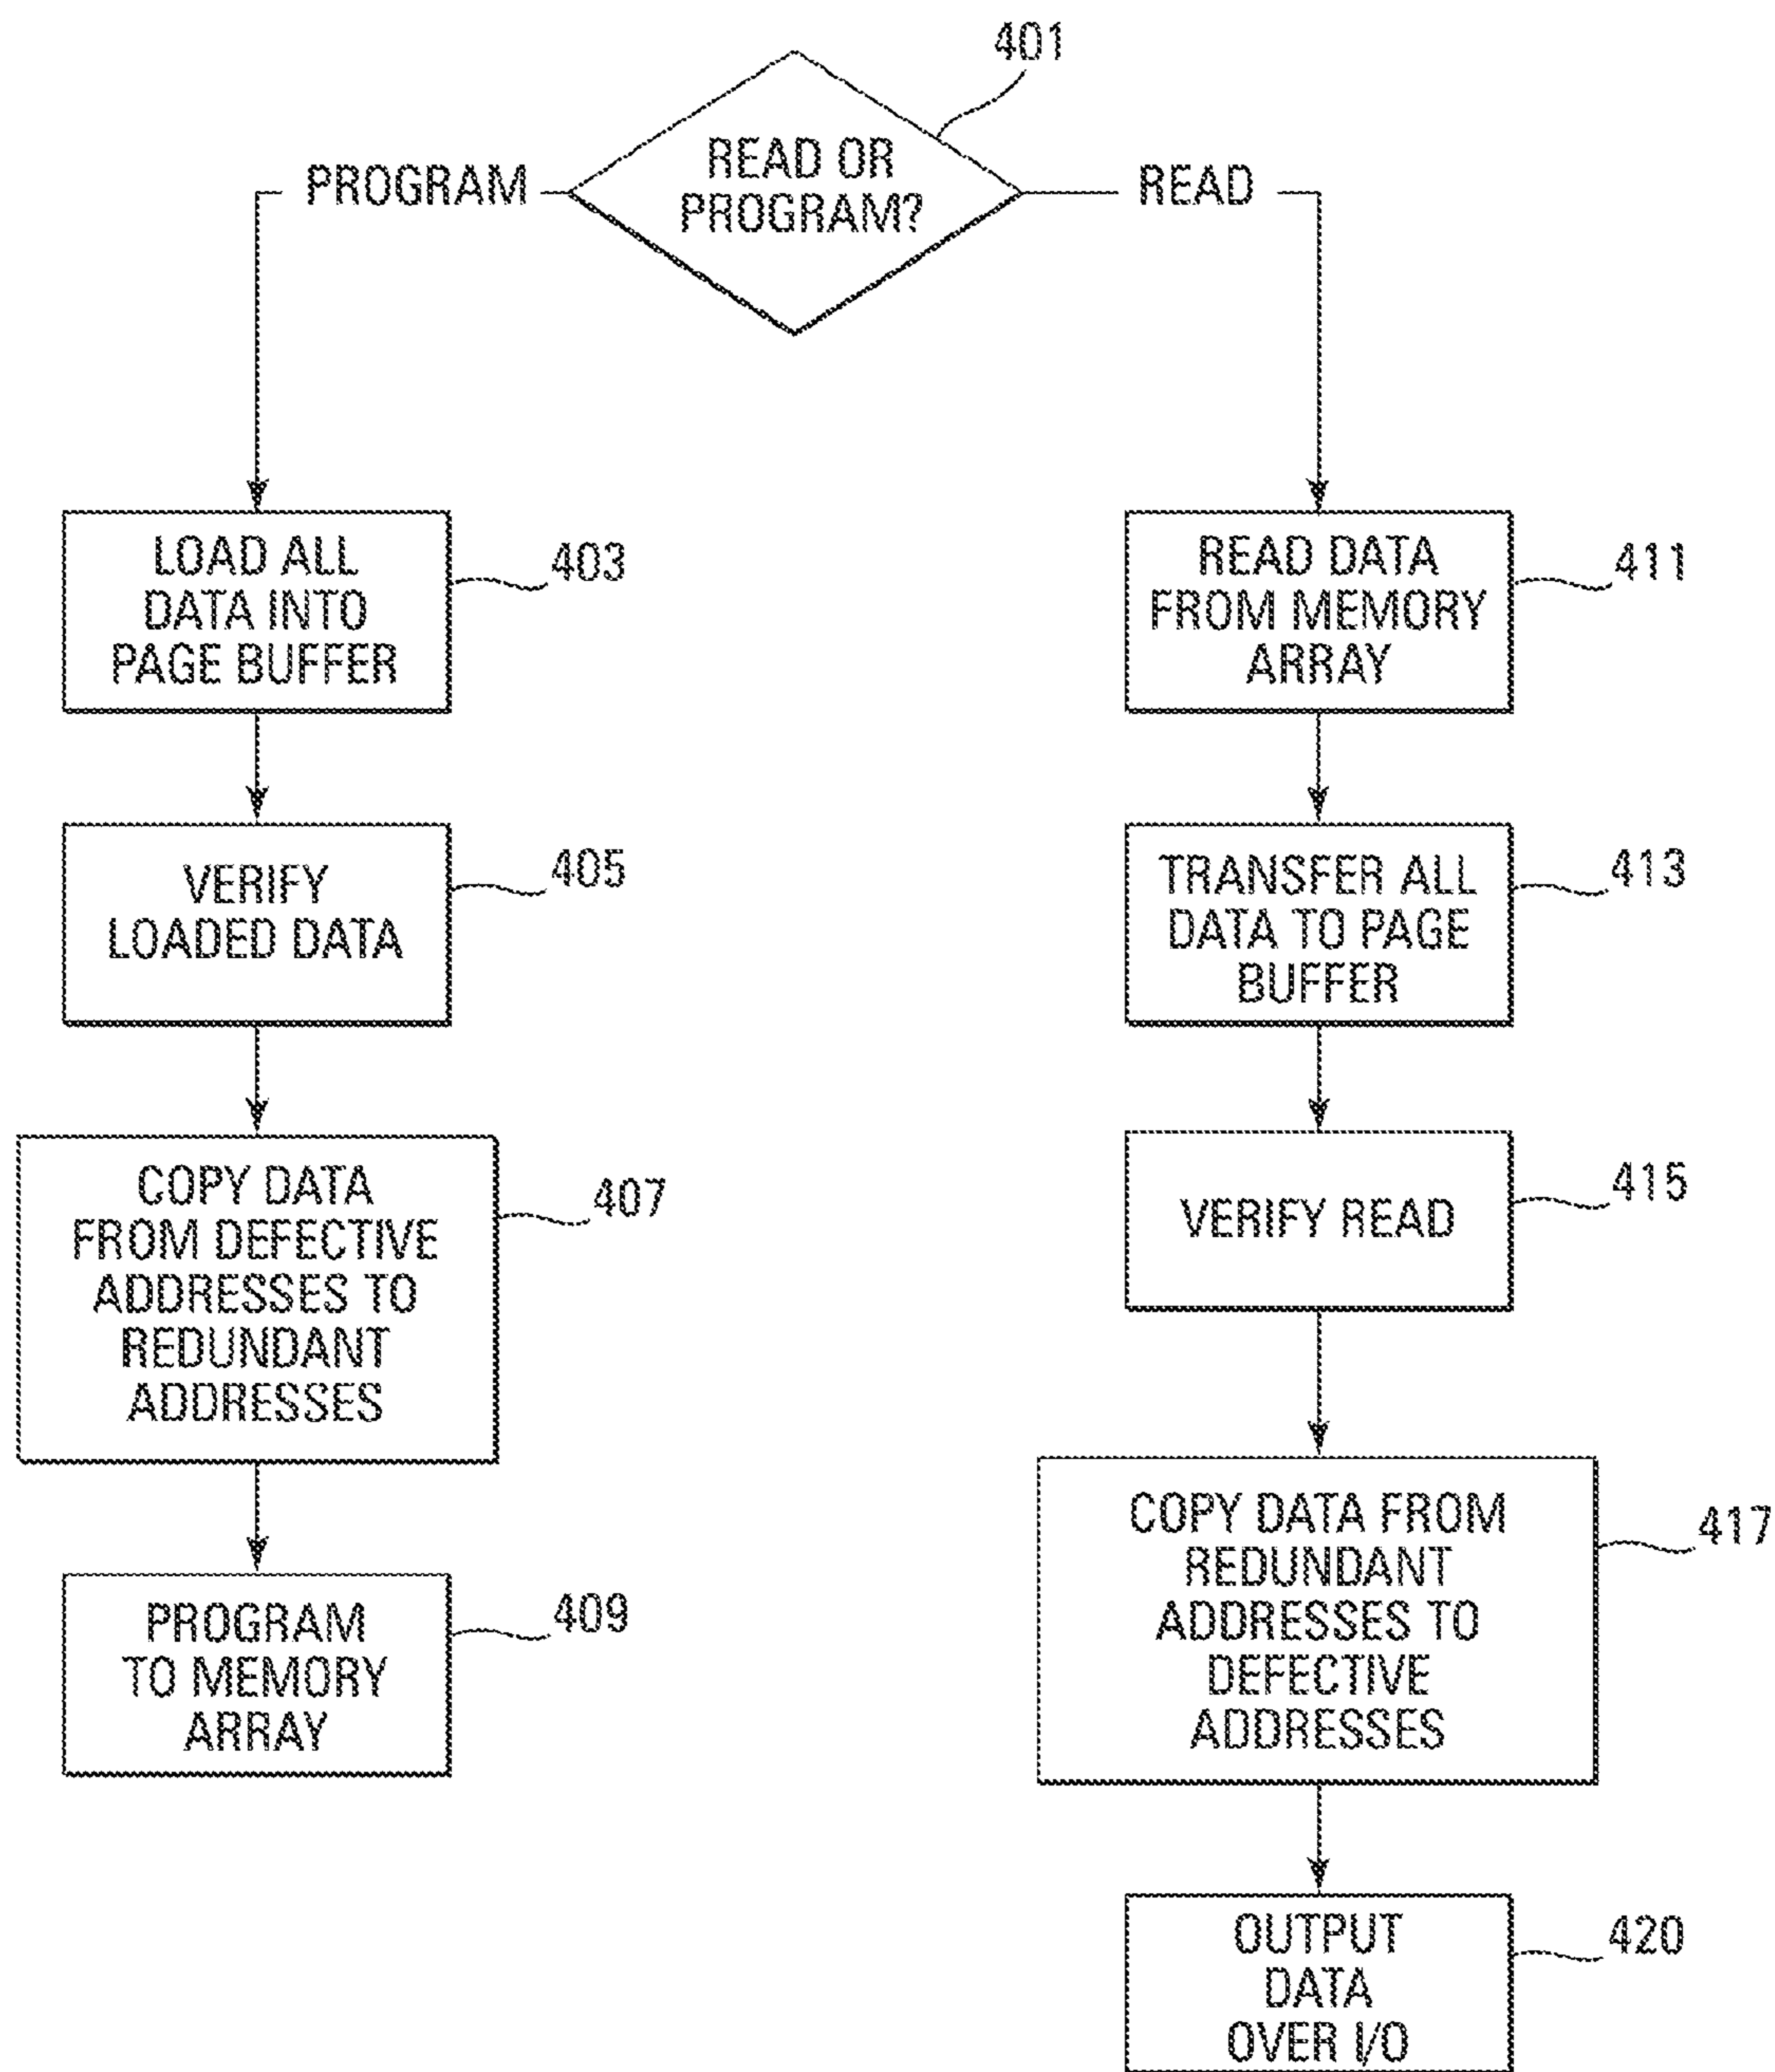 401
READ OR
PROGRAM?
PROGRAM
READ
LOAD ALL
DATA INTO
PAGE BUFFER
403
VERIFY
LOADED DATA
405
COPY DATA
FROM DEFECTIVE
ADDRESSES TO
REDUNDANT
ADDRESSES
407
PROGRAM
TO MEMORY
ARRAY
409
READ DATA
FROM MEMORY
ARRAY
411
TRANSFER ALL
DATA TO PAGE
BUFFER
413
VERIFY READ
415
COPY DATA FROM
REDUNDANT
ADDRESSES TO
DEFECTIVE
ADDRESSES
417
OUTPUT
DATA
OVER I/O
420